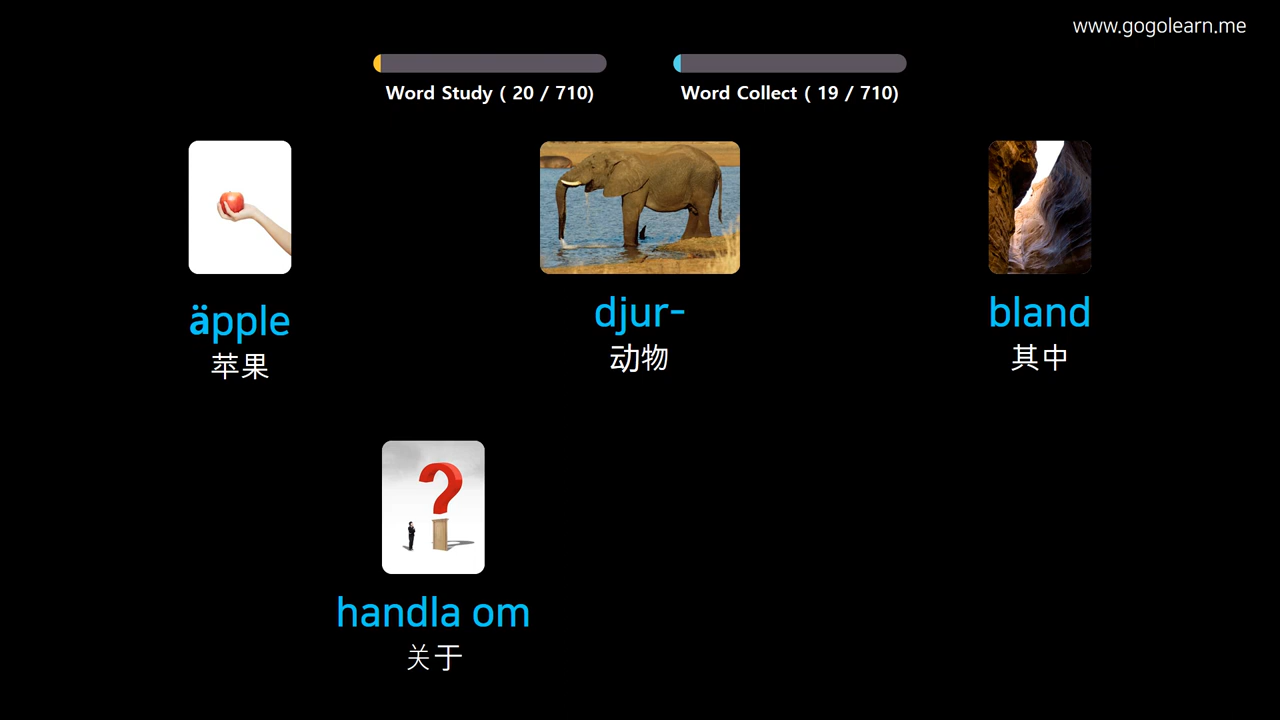 www.gogolearn.me
Word Study ( 20 / 710)
Word Collect ( 19 / 710)
äpple
苹果
djur-
动物
bland
其中
?
handla om
关于